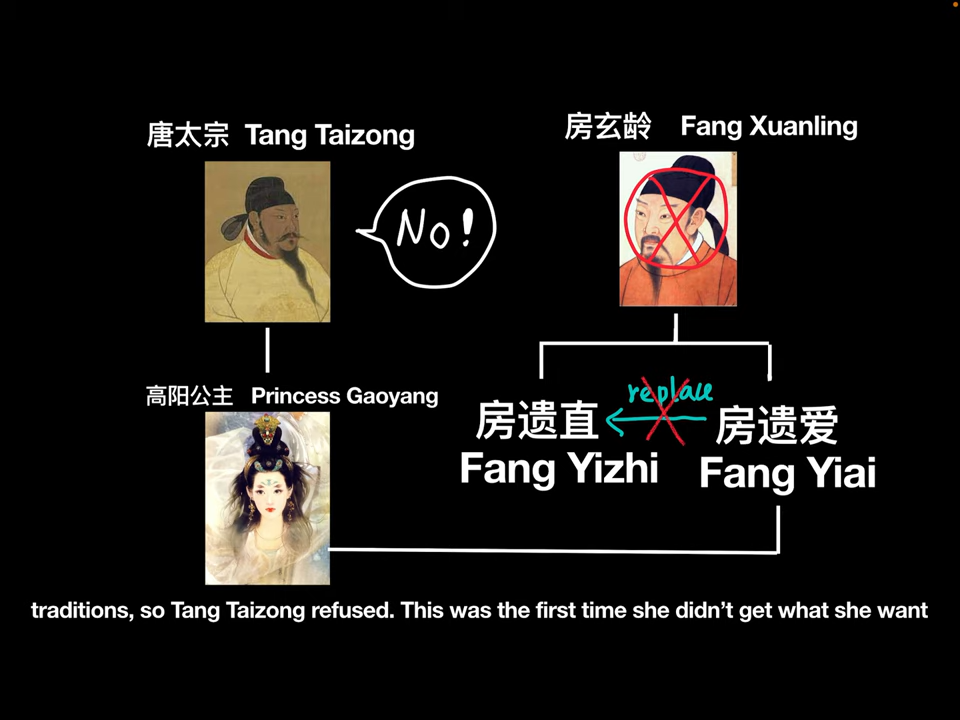 唐太宗 Tang Taizong
房玄龄 Fang Xuanling
No!
高阳公主 Princess Gaoyang
replace
房遗直
Fang Yizhi
房遗爱
Fang Yiai
traditions, so Tang Taizong refused. This was the first time she didn’t get what she want